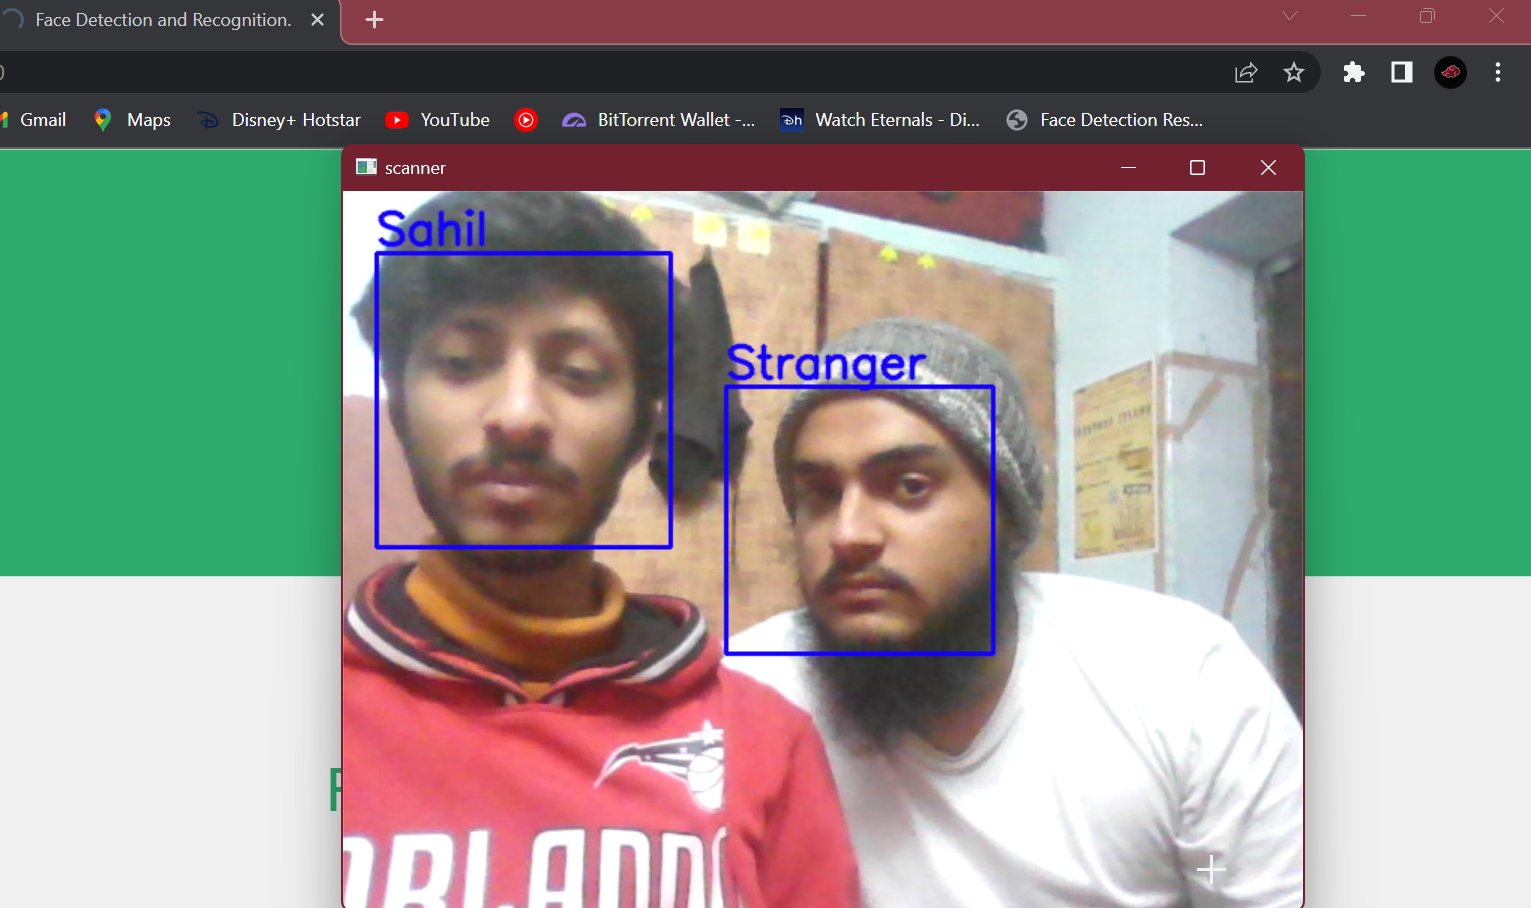 Face Detection and Recognition.
Gmail
Maps
Disney+ Hotstar
YouTube
BitTorrent Wallet -...
Watch Eternals - Di...
Face Detection Res...
scanner
Sahil
Stranger